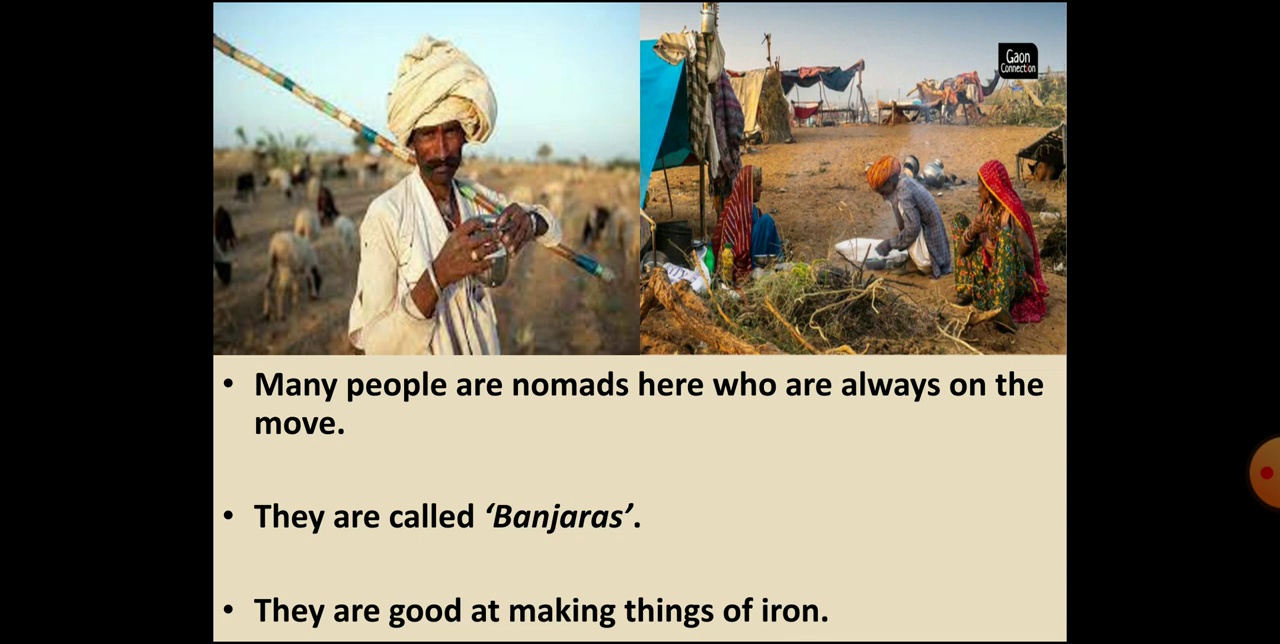 Gaon
Connection
• Many people are nomads here who are always on the
move.
• They are called ‘Banjaras’.
• They are good at making things of iron.